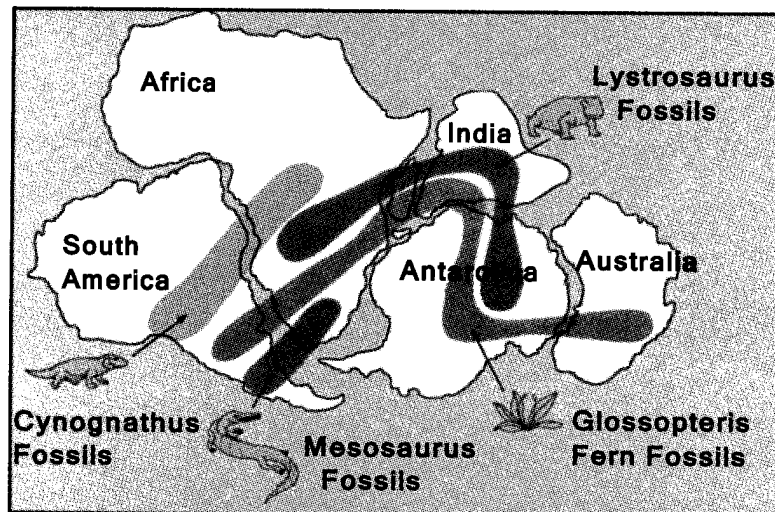 Africa
Lystrosaurus
Fossils
India
South
America
Antarctica
Australia
Cynognathus
Fossils
Mesosaurus
Fossils
Glossopteris
Fern Fossils